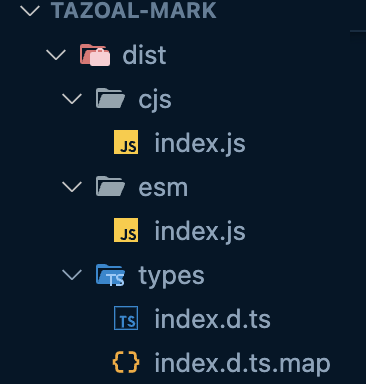 TAZOAL-MARK
dist
cjs
JS index.js
esm
JS index.js
TS types
TS index.d.ts
{} index.d.ts.map